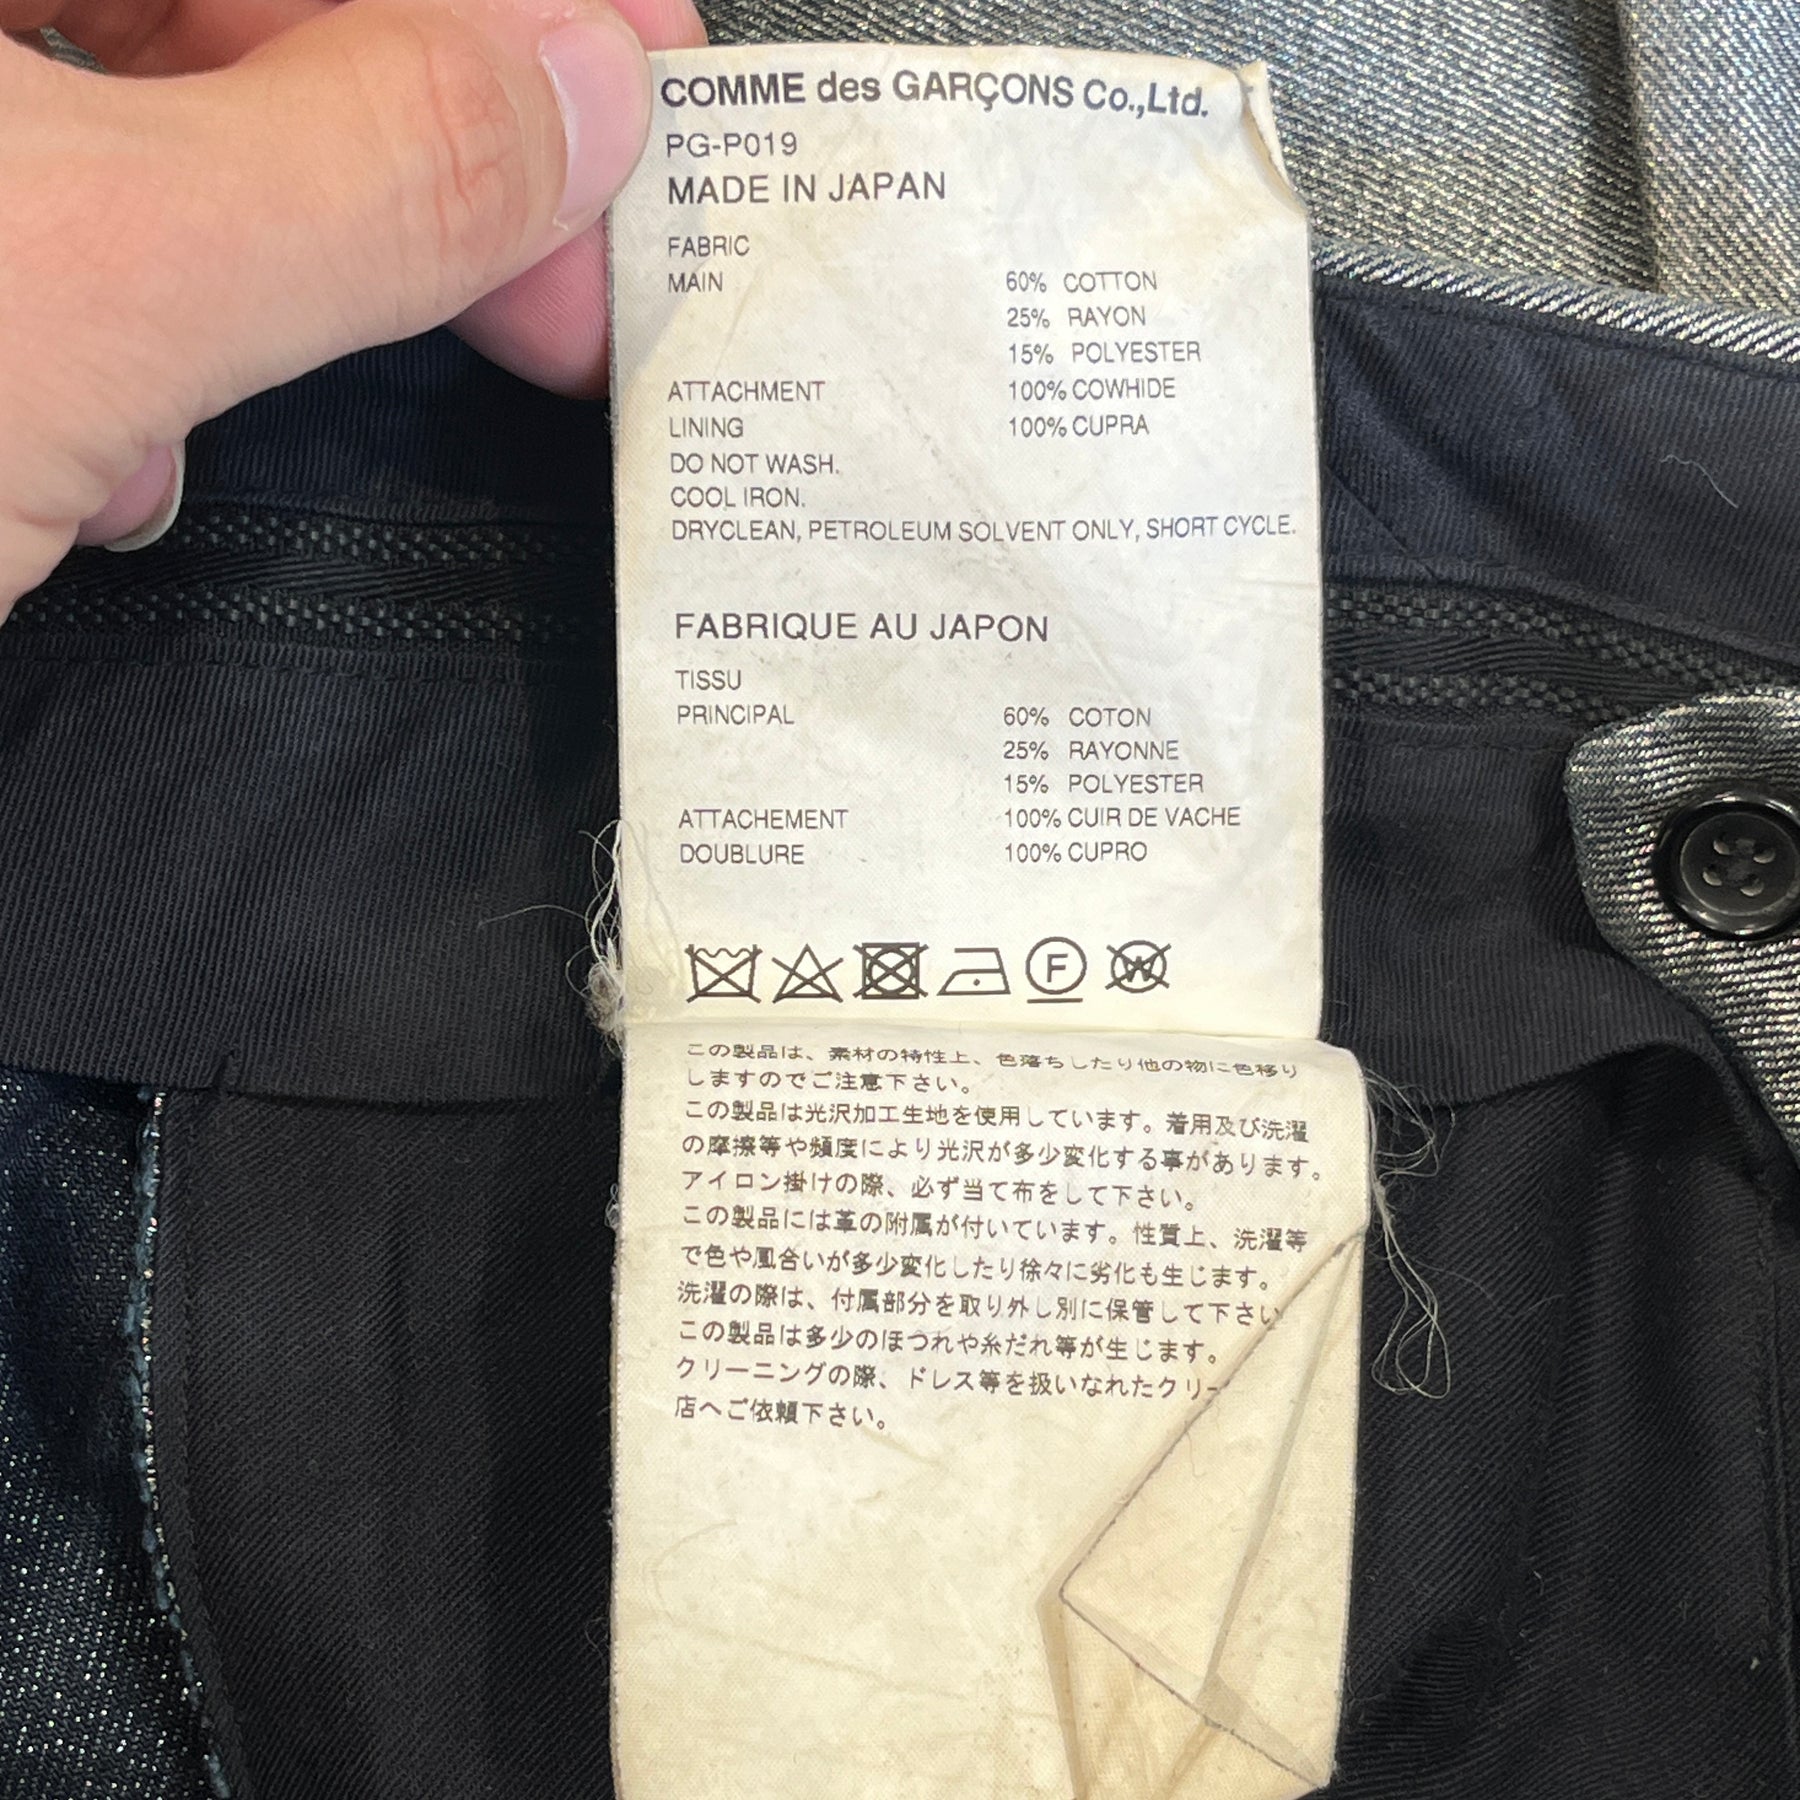 COMME des GARÇONS Co.,Ltd.
PG-P019
MADE IN JAPAN
FABRIC
MAIN 60% COTTON
25% RAYON
15% POLYESTER
ATTACHMENT 100% COWHIDE
LINING 100% CUPRA
DO NOT WASH.
COOL IRON.
DRYCLEAN, PETROLEUM SOLVENT ONLY, SHORT CYCLE.
FABRIQUE AU JAPON
TISSU
PRINCIPAL 60% COTON
25% RAYONNE
15% POLYESTER
ATTACHEMENT 100% CUIR DE VACHE
DOUBLURE 100% CUPRO
F W
この製品は、素材の特性上、色落ちしたり他の物に色移り
しますのでご注意下さい。
この製品は光沢加工生地を使用しています。着用及び洗濯
の摩擦等や頻度により光沢が多少変化する事があります。
アイロン掛けの際、必ず当て布をして下さい。
この製品には革の附属が付いています。性質上、洗濯等
で色や風合いが多少変化したり徐々に劣化も生じます。
洗濯の際は、付属部分を取り外し別に保管して下さい
この製品は多少のほつれや糸だれ等が生じます。
クリーニングの際、ドレス等を扱いなれたクリー
店へご依頼下さい。